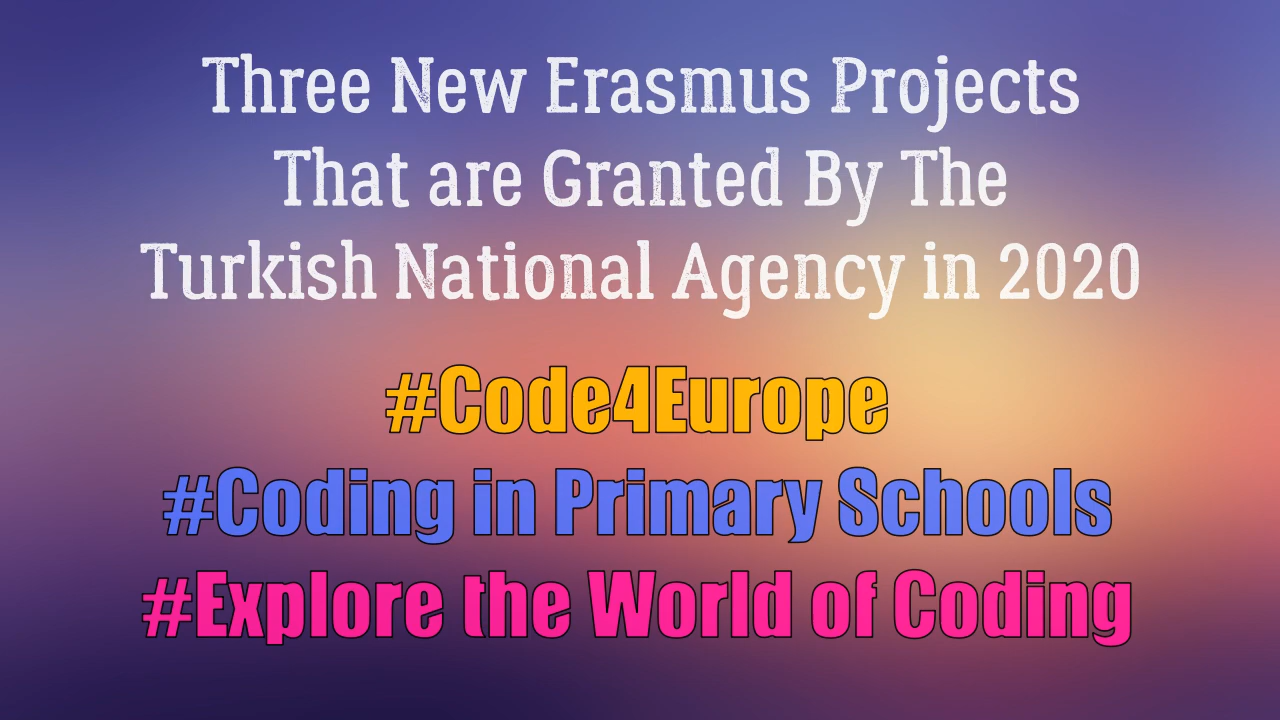 Three New Erasmus Projects
That are Granted By The
Turkish National Agency in 2020
#Code4Europe
#Coding in Primary Schools
#Explore the World of Coding